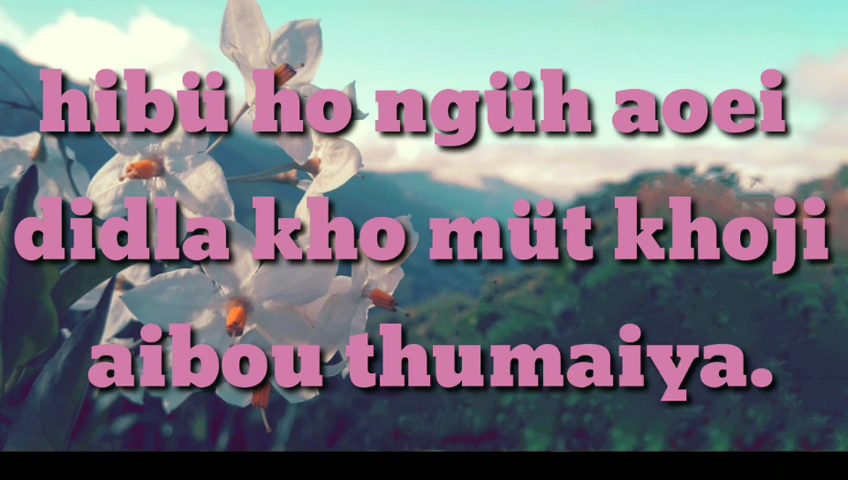 hibü ho ngüh aoei
didla kho müt khoji
aibou thumaiya.